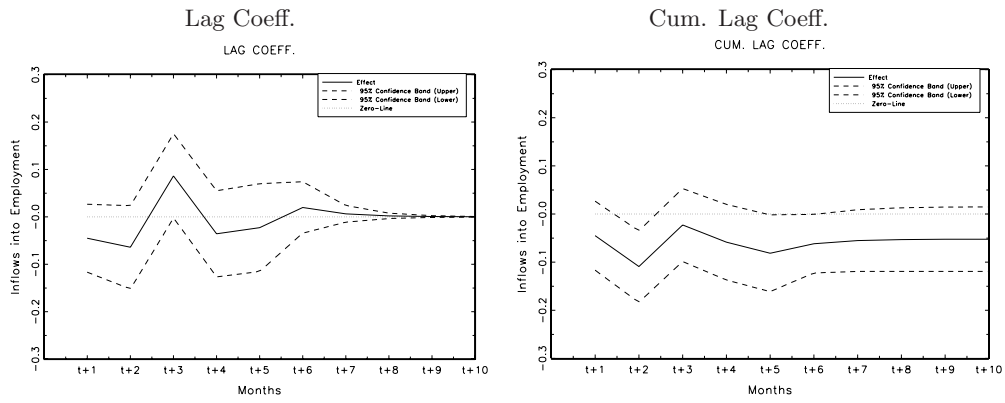 Lag Coeff.
LAG COEFF.
Effect
95% Confidence Band (Upper)
95% Confidence Band (Lower)
Zero-Line
Inflows into Employment
0.3
0.2
0.1
-0.0
-0.1
-0.2
-0.3
t+1 t+2 t+3 t+4 t+5 t+6 t+7 t+8 t+9 t+10
Months
Cum. Lag Coeff.
CUM. LAG COEFF.
Effect
95% Confidence Band (Upper)
95% Confidence Band (Lower)
Zero-Line
Inflows into Employment
0.3
0.2
0.1
-0.0
-0.1
-0.2
-0.3
t+1 t+2 t+3 t+4 t+5 t+6 t+7 t+8 t+9 t+10
Months